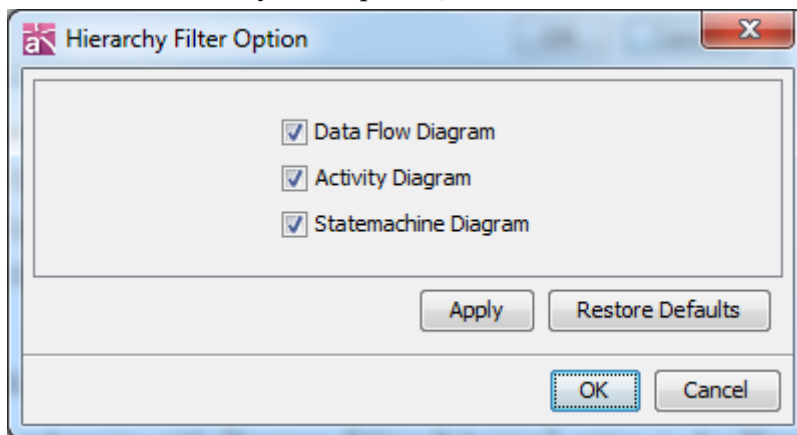 Hierarchy Filter Option
Data Flow Diagram
Activity Diagram
Statemachine Diagram
Apply Restore Defaults
OK Cancel